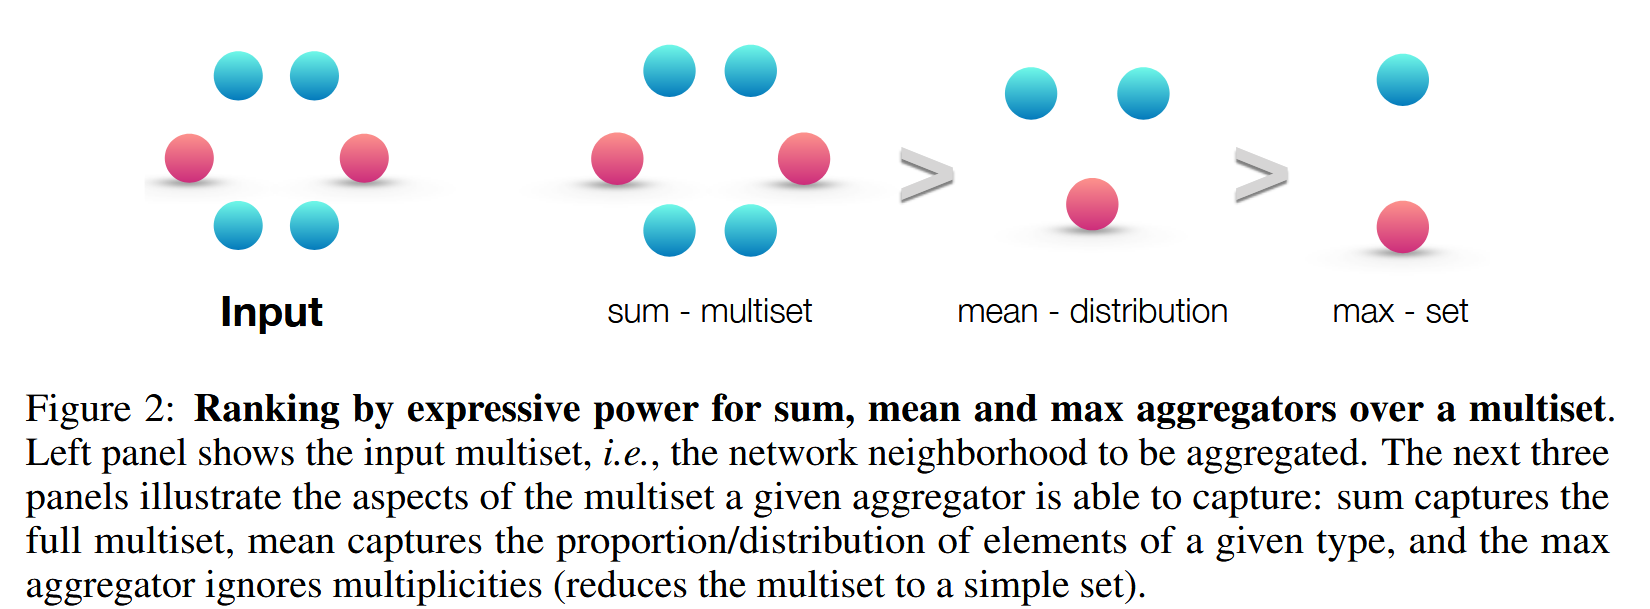 > >
Input sum - multiset mean - distribution max - set
Figure 2: Ranking by expressive power for sum, mean and max aggregators over a multiset.
Left panel shows the input multiset, i.e., the network neighborhood to be aggregated. The next three
panels illustrate the aspects of the multiset a given aggregator is able to capture: sum captures the
full multiset, mean captures the proportion/distribution of elements of a given type, and the max
aggregator ignores multiplicities (reduces the multiset to a simple set).